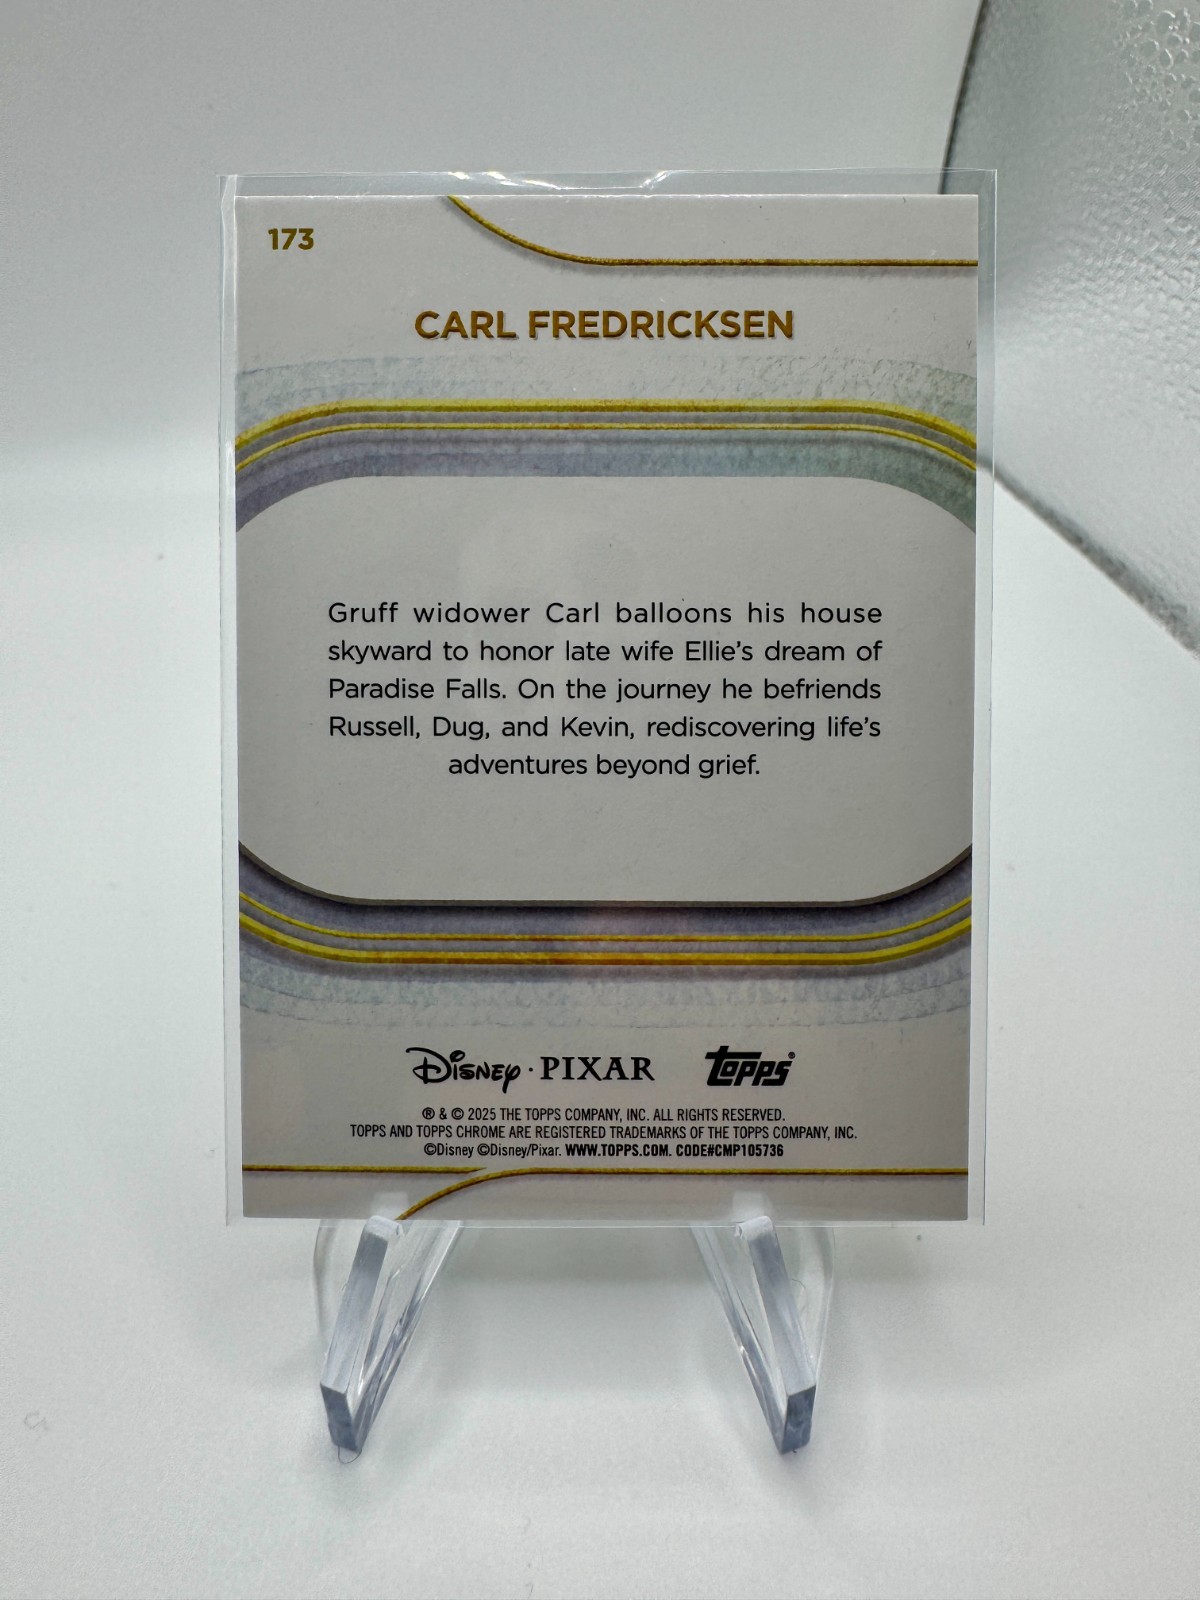 173
CARL FREDRICKSEN
Gruff widower Carl balloons his house
skyward to honor late wife Ellie's dream of
Paradise Falls. On the journey he befriends
Russell, Dug, and Kevin, rediscovering life's
adventures beyond grief.
Disney · PIXAR topps®
® & © 2025 THE TOPPS COMPANY, INC. ALL RIGHTS RESERVED.
TOPPS AND TOPPS CHROME ARE REGISTERED TRADEMARKS OF THE TOPPS COMPANY, INC.
©Disney ©Disney/Pixar. WWW.TOPPS.COM. CODE#CMP105736